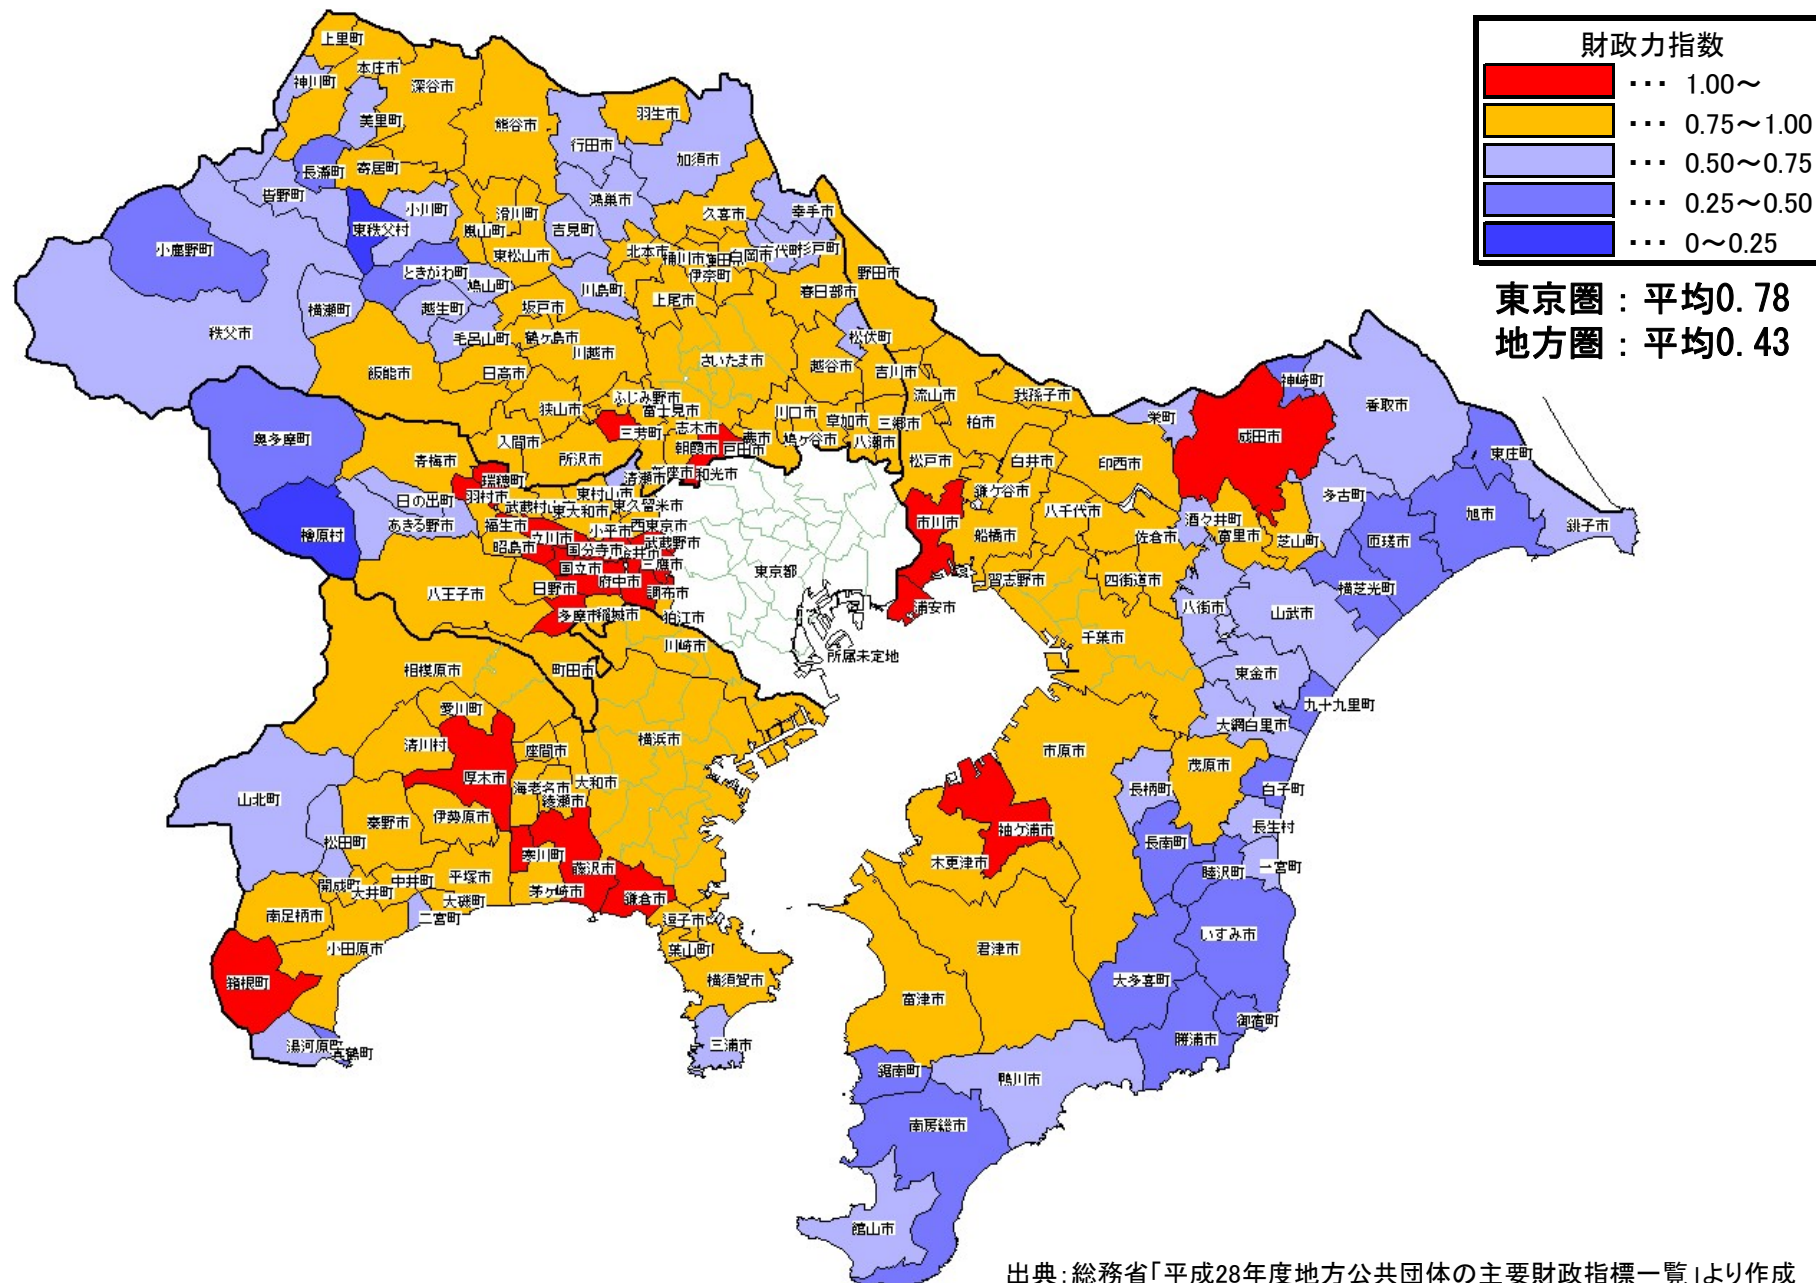 財政力指数
・・・ 1.00～
・・・ 0.75～1.00
・・・ 0.50～0.75
・・・ 0.25～0.50
・・・ 0～0.25
東京圏：平均0.78
地方圏：平均0.43
上里町
本庄市
神川町
深谷市
美里町
熊谷市
羽生市
行田市
加須市
長瀞町
寄居町
皆野町
小川町
滑川町
鴻巣市
久喜市
幸手市
東秩父村
嵐山町
吉見町
小鹿野町
東松山市
北本市
桶川市
白岡市
杉戸町
伊奈町
野田市
ときがわ町
鳩山町
川島町
春日部市
横瀬町
越生町
坂戸市
上尾市
秩父市
毛呂山町
鶴ヶ島市
松伏町
川越市
さいたま市
越谷市
吉川市
飯能市
日高市
流山市
我孫子市
ふじみ野市
狭山市
富士見市
川口市
草加市
三郷市
柏市
三芳町
志木市
入間市
朝霞市
戸田市
蕨市
鳩ヶ谷市
八潮市
所沢市
新座市
和光市
松戸市
白井市
印西市
栄町
成田市
神崎町
香取市
東庄町
奥多摩町
青梅市
瑞穂町
清瀬市
羽村市
東村山市
日の出町
東大和市
東久留米市
鎌ケ谷市
多古町
あきる野市
福生市
小平市
西東京市
市川市
八千代市
酒々井町
旭市
銚子市
檜原村
立川市
昭島市
国分寺市
武蔵野市
船橋市
佐倉市
富里市
芝山町
匝瑳市
国立市
三鷹市
東京都
日野市
府中市
調布市
習志野市
四街道市
横芝光町
八王子市
浦安市
八街市
山武市
多摩市
稲城市
狛江市
千葉市
川崎市
所属未定地
相模原市
町田市
東金市
九十九里町
愛川町
大網白里市
清川村
座間市
横浜市
市原市
茂原市
厚木市
海老名市
大和市
長柄町
白子町
綾瀬市
山北町
伊勢原市
秦野市
長生村
松田町
寒川町
袖ケ浦市
長南町
藤沢市
木更津市
一宮町
睦沢町
開成町
大井町
中井町
平塚市
茅ヶ崎市
鎌倉市
大磯町
南足柄市
二宮町
逗子市
いすみ市
小田原市
葉山町
君津市
箱根町
横須賀市
大多喜町
富津市
御宿町
湯河原町
真鶴町
三浦市
勝浦市
鋸南町
鴨川市
南房総市
館山市
出典：総務省「平成28年度地方公共団体の主要財政指標一覧」より作成